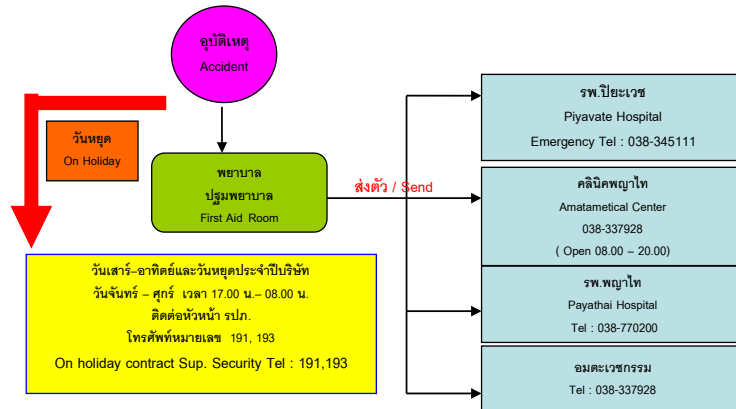 อุบัติเหตุ
Accident
วันหยุด
On Holiday
พยาบาล
ปฐมพยาบาล
First Aid Room
ส่งตัว / Send
รพ.ปิยะเวช
Piyavate Hospital
Emergency Tel : 038-345111
คลินิคพญาไท
Amatametical Center
038-337928
( Open 08.00 – 20.00)
รพ.พญาไท
Payathai Hospital
Tel : 038-770200
อมตะเวชกรรม
Tel : 038-337928
วันเสาร์-อาทิตย์และวันหยุดประจำปีบริษัท
วันจันทร์ – ศุกร์ เวลา 17.00 น.– 08.00 น.
ติดต่อหัวหน้า รปภ.
โทรศัพท์หมายเลข 191, 193
On holiday contract Sup. Security Tel : 191,193